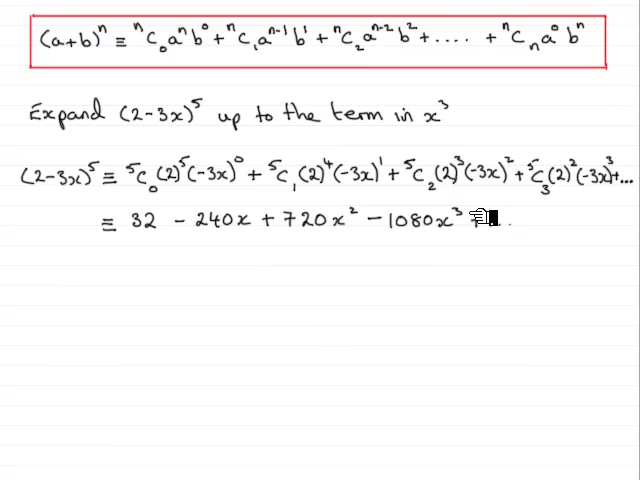 (a+b)ⁿ ≡ ⁿC₀aⁿb⁰ + ⁿC₁aⁿ⁻¹b¹ + ⁿC₂aⁿ⁻²b² + .... + ⁿCₙa⁰bⁿ
Expand (2-3x)⁵ up to the term in x³
(2-3x)⁵ ≡ ⁵C₀(2)⁵(-3x)⁰ + ⁵C₁(2)⁴(-3x)¹ + ⁵C₂(2)³(-3x)² + ⁵C₃(2)²(-3x)³+...
≡ 32 - 240x + 720x² - 1080x³ + ...